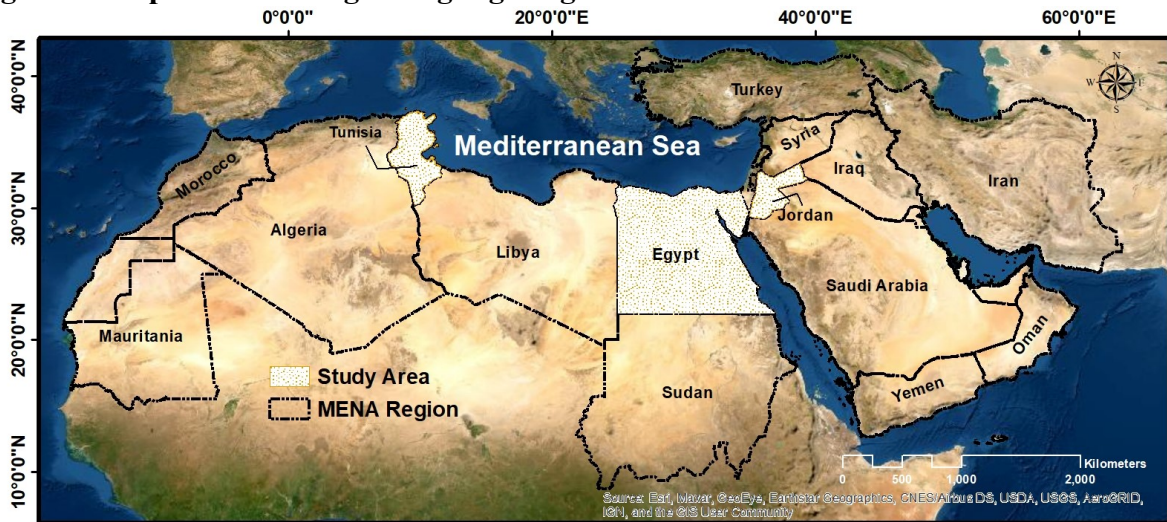 0°0'0"
20°0'0"E
40°0'0"E
60°0'0"E
40°0'0"N
30°0'0"N
20°0'0"N
10°0'0"N
N
W
E
S
Turkey
Tunisia
Mediterranean Sea
Syria
Morocco
Iraq
Iran
Jordan
Algeria
Libya
Egypt
Saudi Arabia
Mauritania
Oman
Study Area
Sudan
Yemen
MENA Region
Kilometers
0 500 1,000 2,000
Source: Esri, Maxar, GeoEye, Earthstar Geographics, CNES/Airbus DS, USDA, USGS, AeroGRID,
IGN, and the GIS User Community